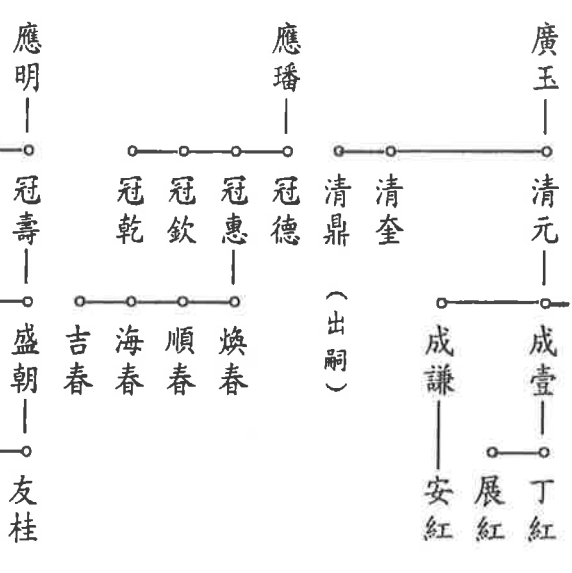 廣玉
應璠
應明
清元
清奎
清鼎
（出嗣）
冠德
冠惠
冠欽
冠乾
冠壽
成壹
成謙
煥春
順春
海春
吉春
盛朝
丁紅
展紅
安紅
友桂